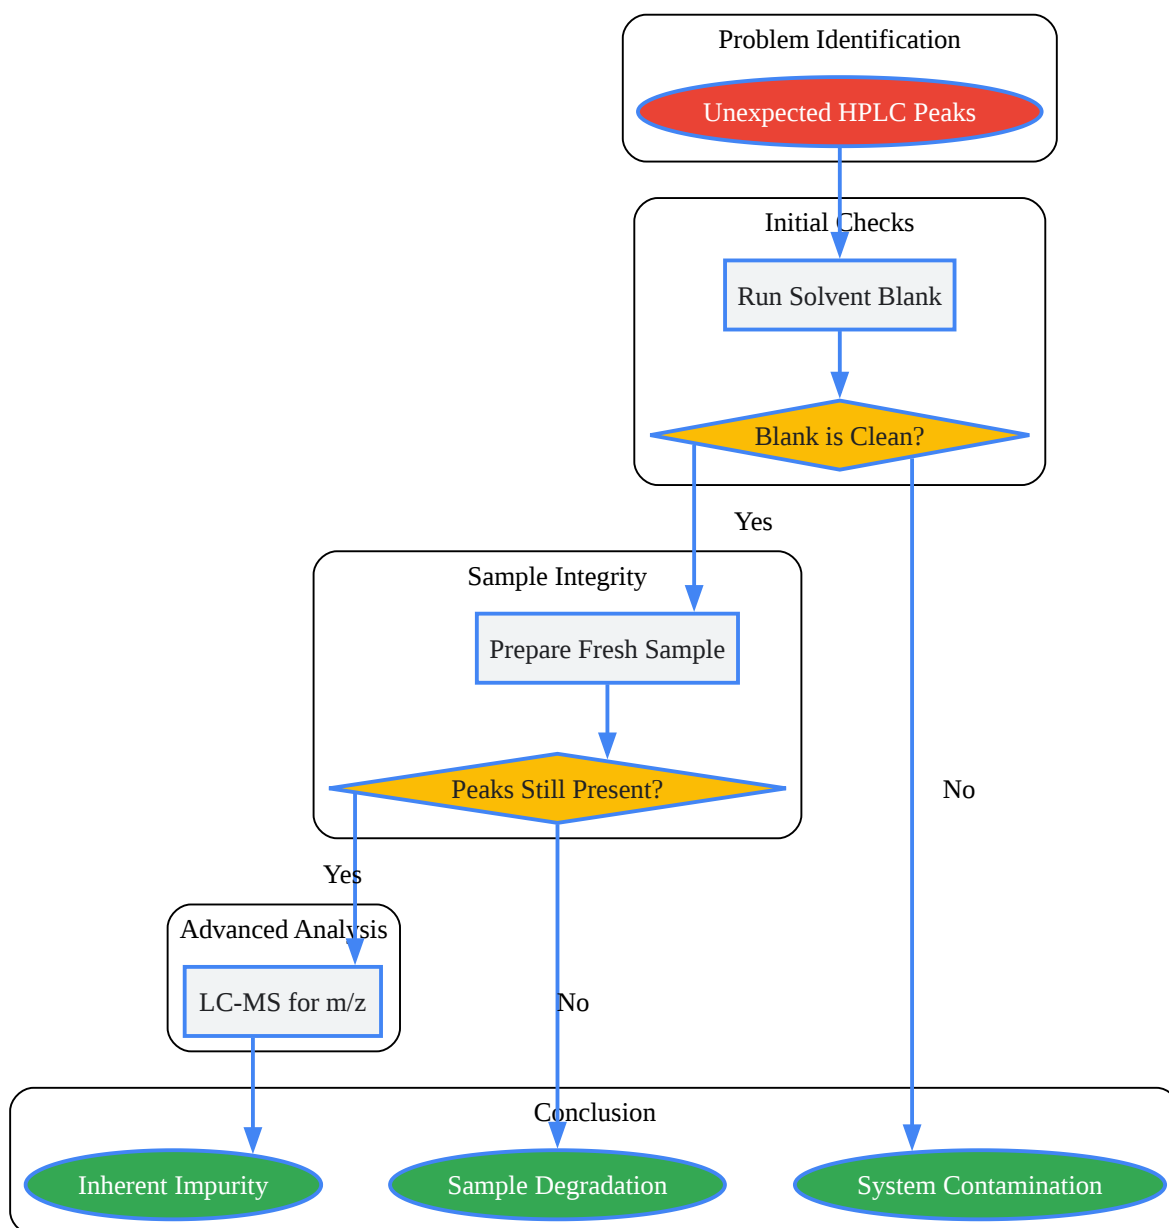 Problem Identification
Unexpected HPLC Peaks
Initial Checks
Run Solvent Blank
Blank is Clean?
Yes
Sample Integrity
Prepare Fresh Sample
Peaks Still Present?
No
Yes
Advanced Analysis
LC-MS for m/z
No
Conclusion
Inherent Impurity
Sample Degradation
System Contamination